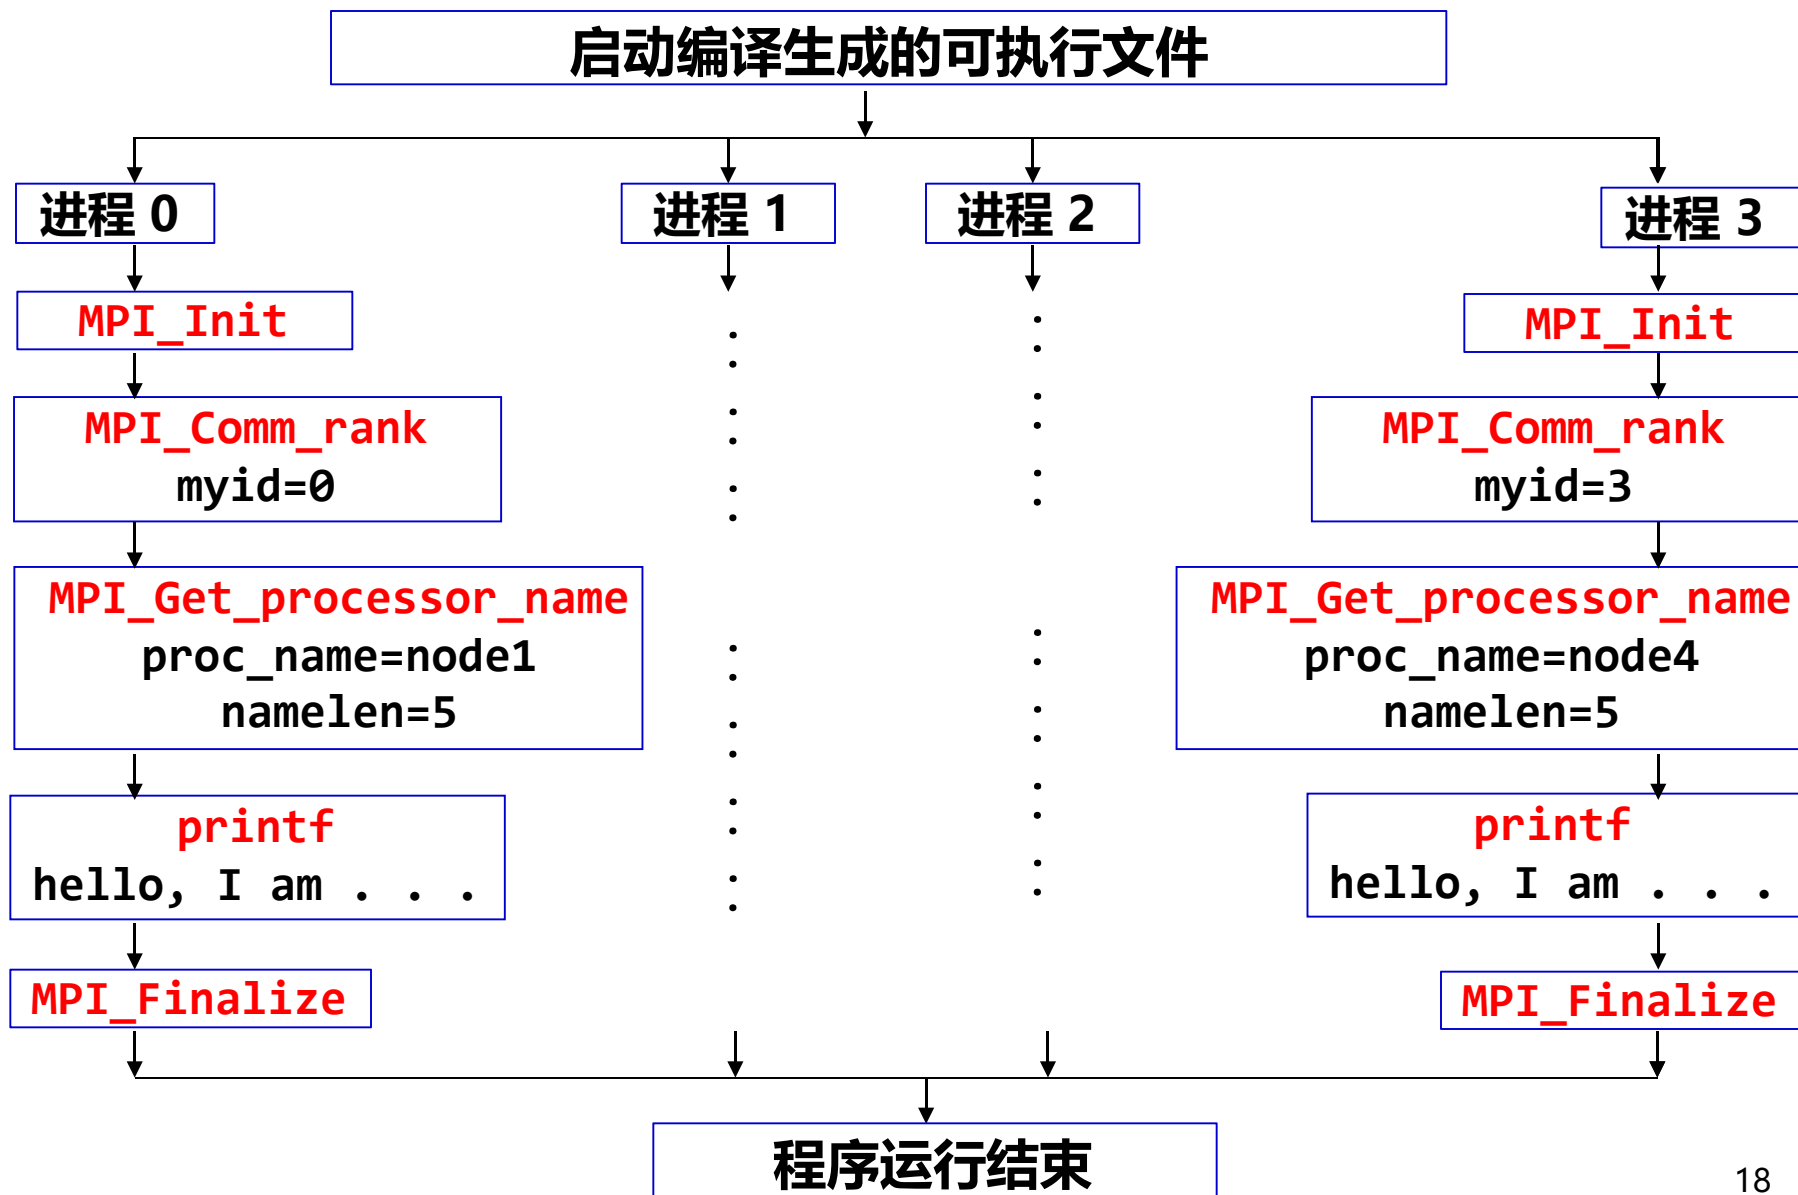 启动编译生成的可执行文件
进程 0
进程 1
进程 2
进程 3
MPI_Init
MPI_Init
MPI_Comm_rank
myid=0
MPI_Comm_rank
myid=3
MPI_Get_processor_name
proc_name=node1
namelen=5
MPI_Get_processor_name
proc_name=node4
namelen=5
printf
hello, I am . . .
printf
hello, I am . . .
MPI_Finalize
MPI_Finalize
程序运行结束
18